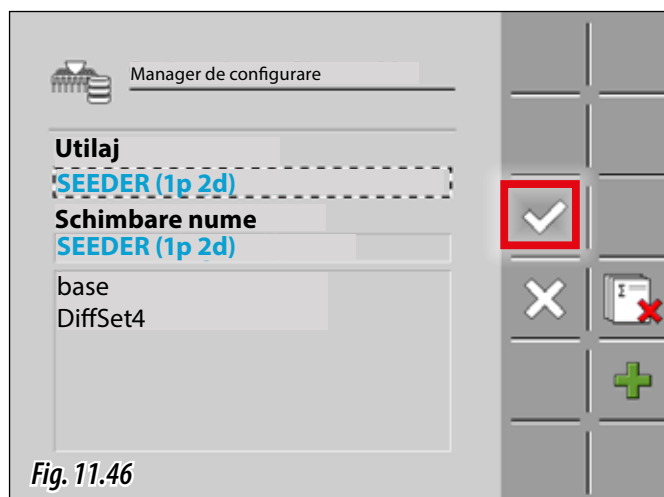 Manager de configurare
Utilaj
SEEDER (1p 2d)
Schimbare nume
SEEDER (1p 2d)
base
DiffSet4
Σ
Fig. 11.46